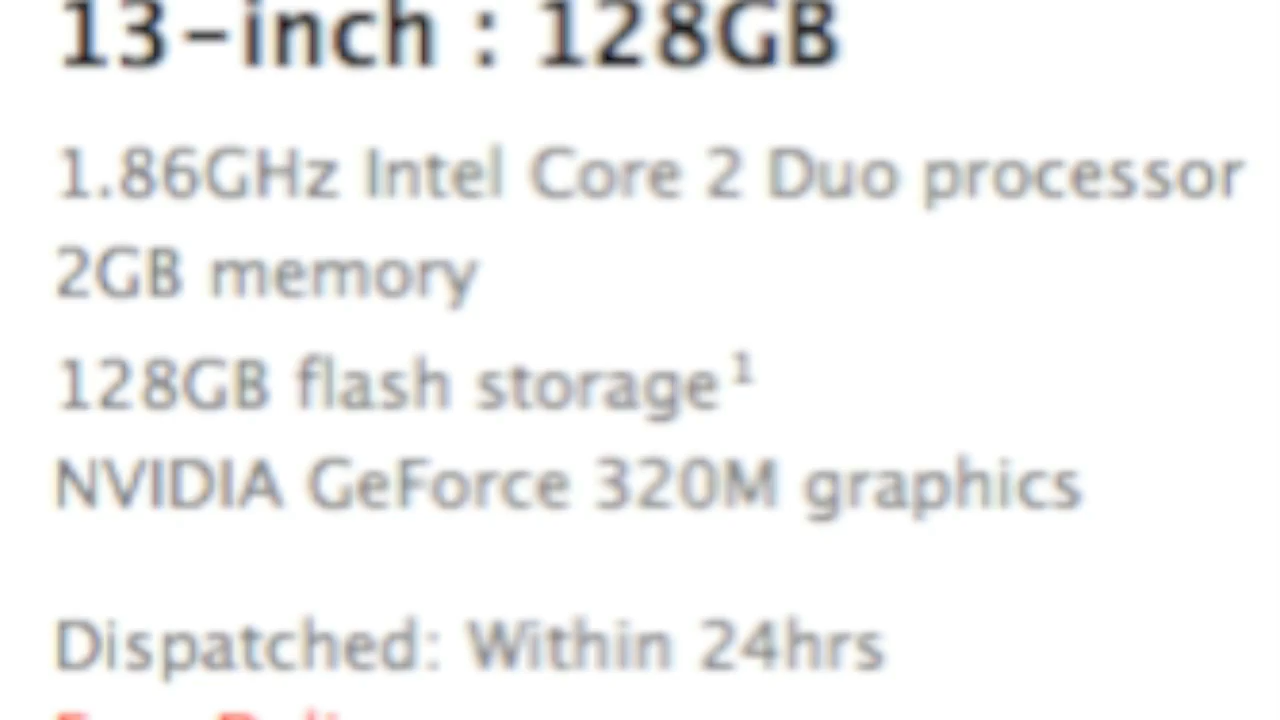 13-inch : 128GB
1.86GHz Intel Core 2 Duo processor
2GB memory
128GB flash storage¹
NVIDIA GeForce 320M graphics
Dispatched: Within 24hrs